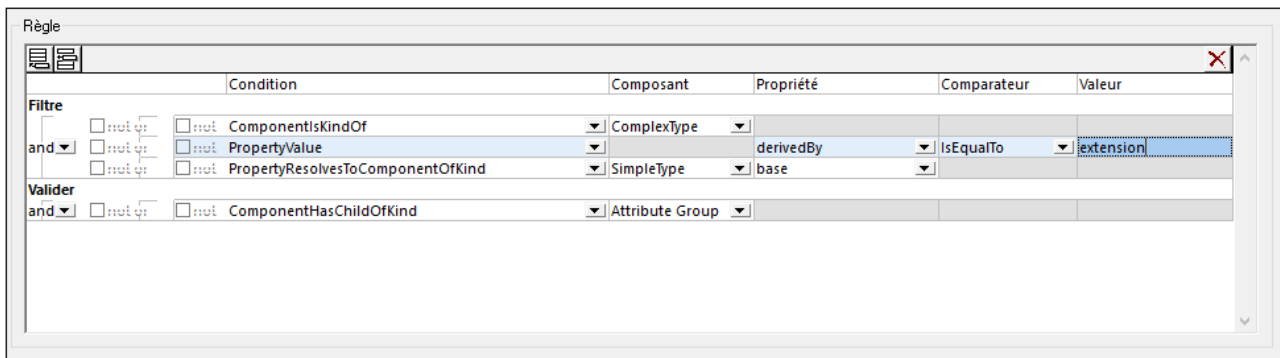 Règle
Condition Composant Propriété Comparateur Valeur
Filtre
not or not ComponentIsKindOf ComplexType
and not or not PropertyValue derivedBy IsEqualTo extension
not or not PropertyResolvesToComponentOfKind SimpleType base
Valider
and not or not ComponentHasChildOfKind Attribute Group